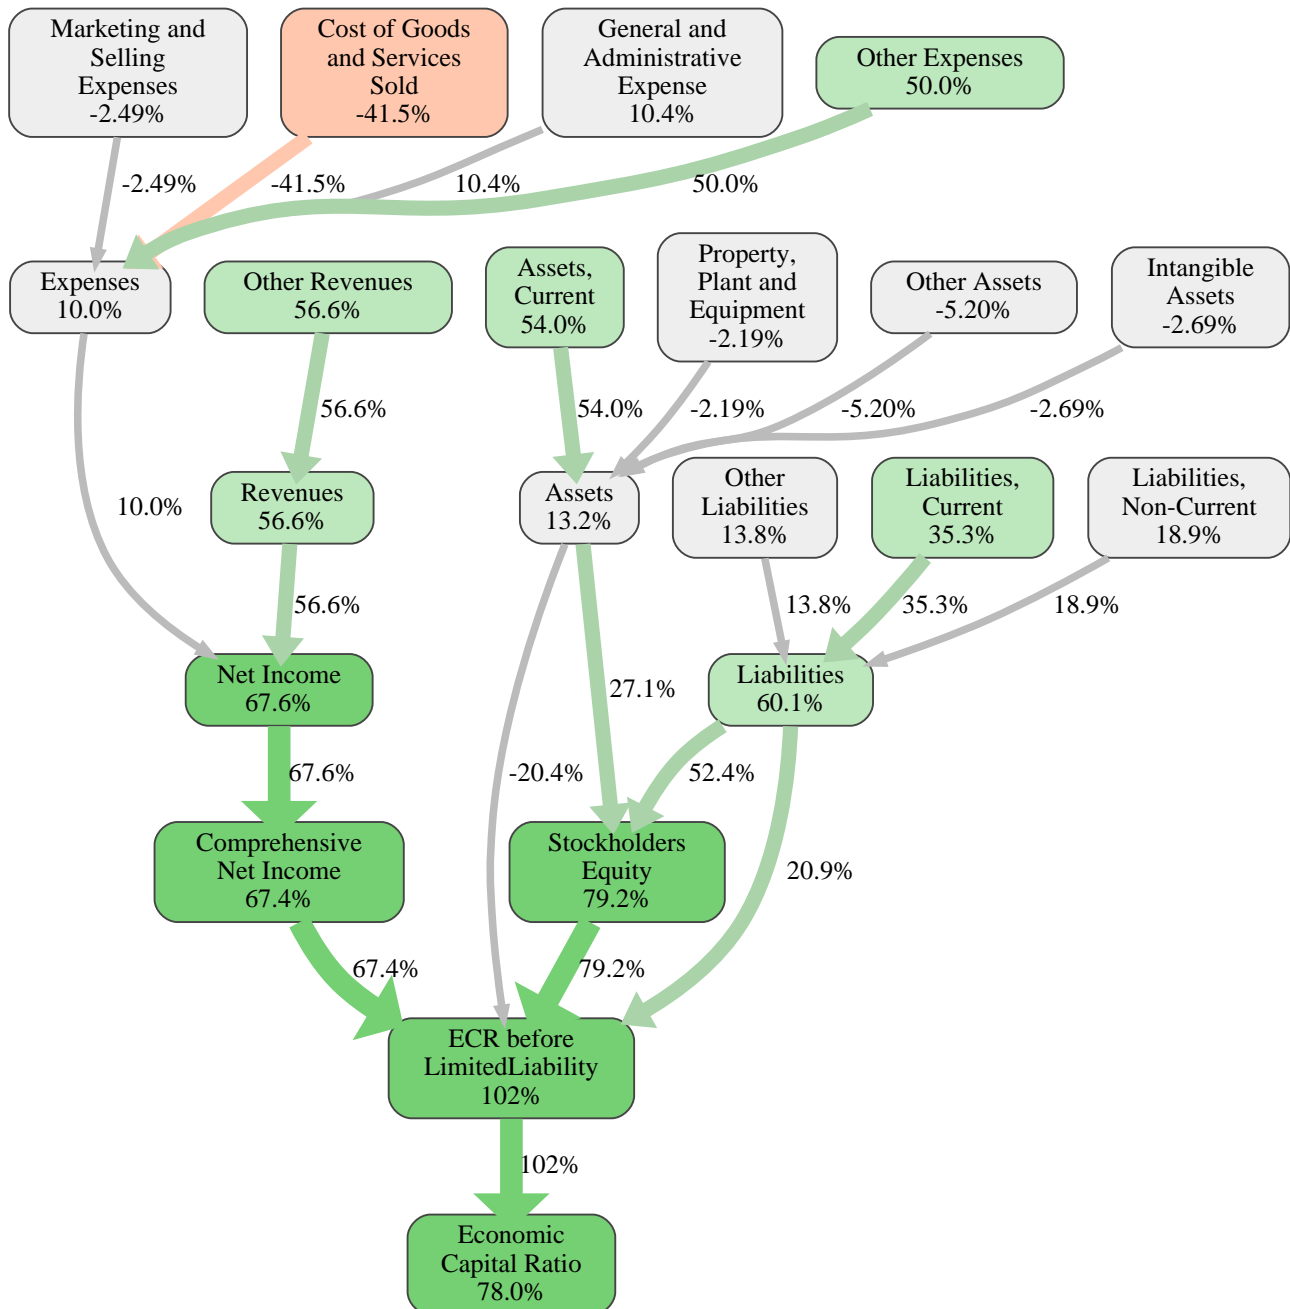 Marketing and
Selling
Expenses
-2.49%
Cost of Goods
and Services
Sold
-41.5%
General and
Administrative
Expense
10.4%
Other Expenses
50.0%
-2.49%
-41.5%
10.4%
50.0%
Expenses
10.0%
Other Revenues
56.6%
Assets,
Current
54.0%
Property,
Plant and
Equipment
-2.19%
Other Assets
-5.20%
Intangible
Assets
-2.69%
56.6%
54.0%
-2.19%
-5.20%
-2.69%
10.0%
Revenues
56.6%
Assets
13.2%
Other
Liabilities
13.8%
Liabilities,
Current
35.3%
Liabilities,
Non-Current
18.9%
56.6%
13.8%
35.3%
18.9%
Net Income
67.6%
27.1%
Liabilities
60.1%
67.6%
-20.4%
52.4%
Comprehensive
Net Income
67.4%
Stockholders
Equity
79.2%
20.9%
67.4%
79.2%
ECR before
LimitedLiability
102%
102%
Economic
Capital Ratio
78.0%